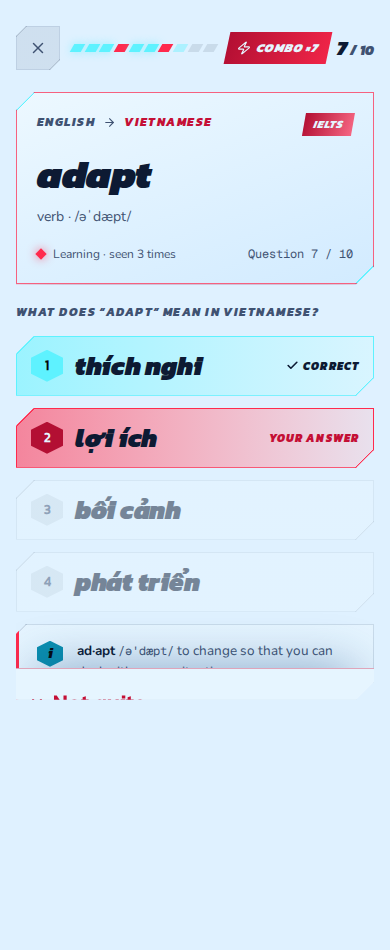 COMBO ×7
7 / 10
ENGLISH → VIETNAMESE
IELTS
adapt
verb · /əˈdæpt/
Learning · seen 3 times
Question 7 / 10
WHAT DOES “ADAPT” MEAN IN VIETNAMESE?
1 thích nghi ✓ CORRECT
2 lợi ích YOUR ANSWER
3 bối cảnh
4 phát triển
i ad·apt /əˈdæpt/ to change so that you can